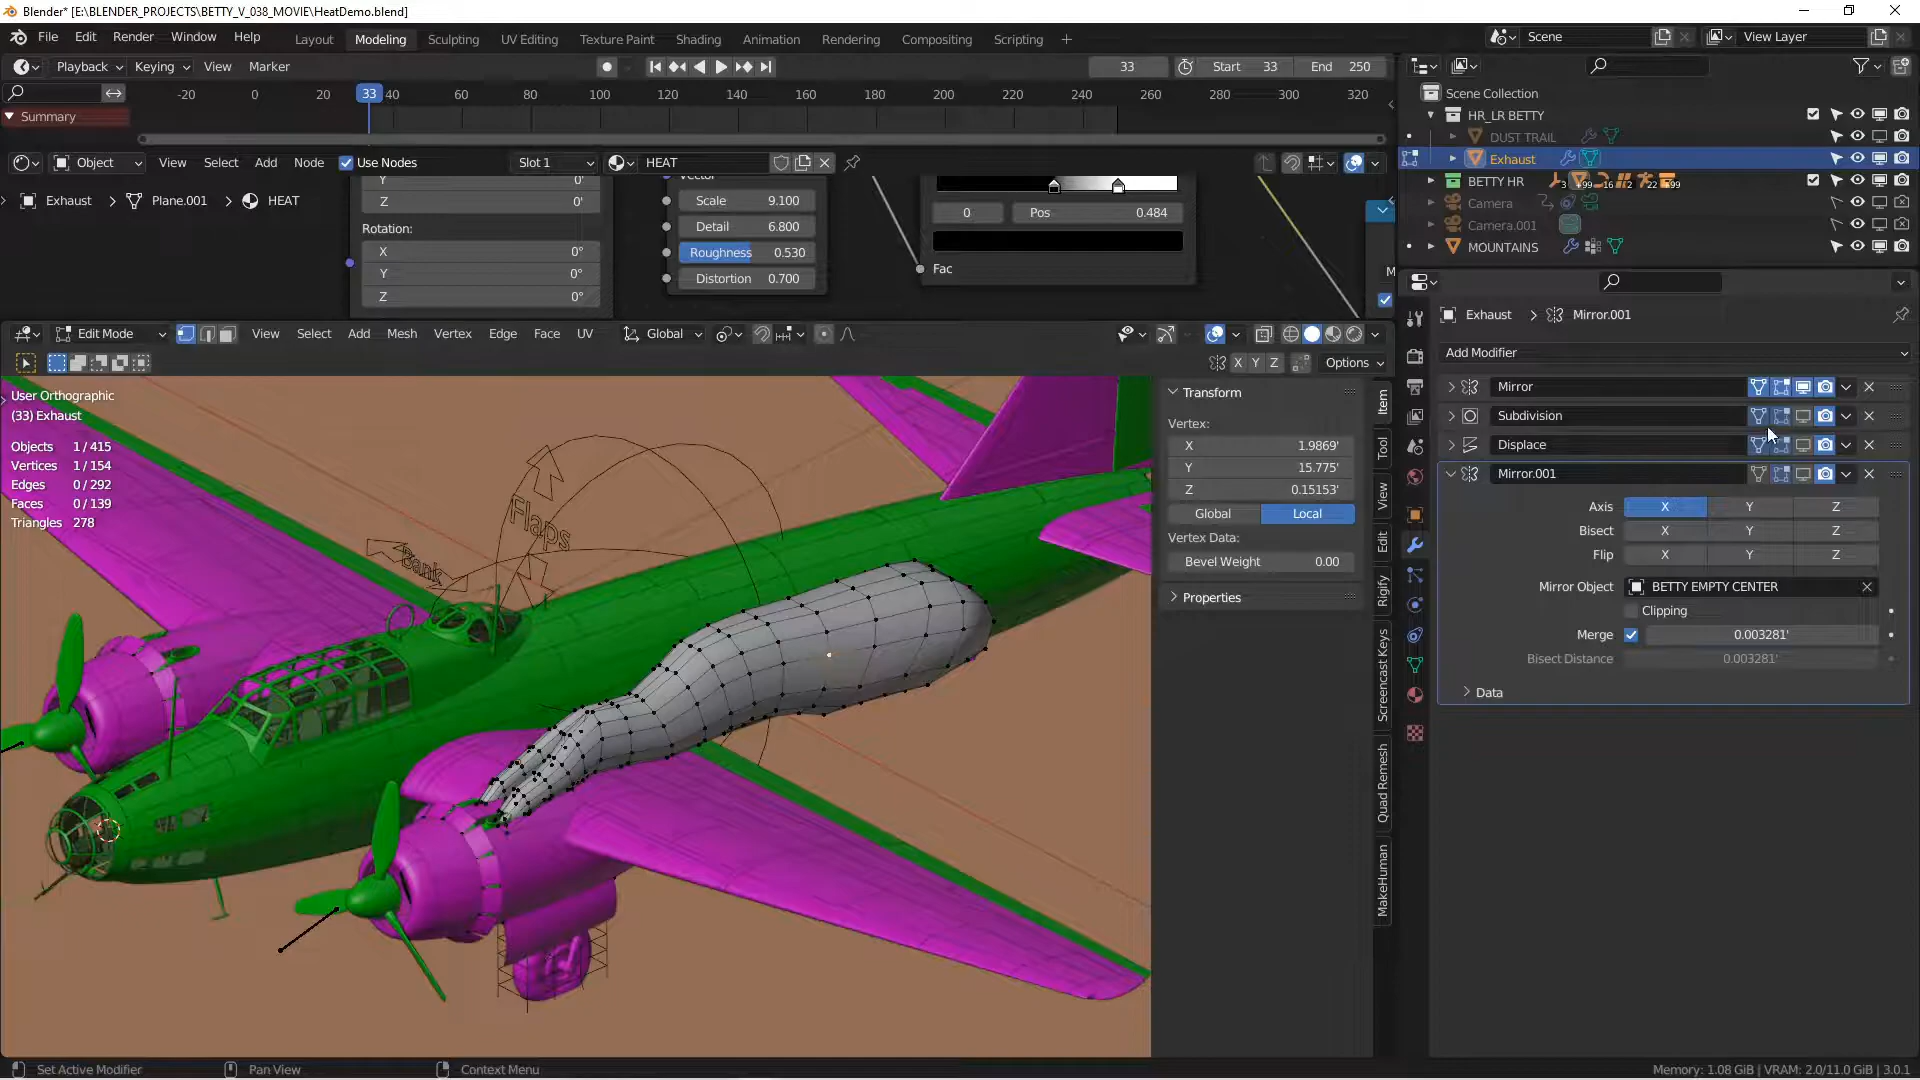 Blender* [E:\BLENDER_PROJECTS\BETTY_V_038_MOVIE\HeatDemo.blend]
File Edit Render Window Help Layout Modeling Sculpting UV Editing Texture Paint Shading Animation Rendering Compositing Scripting + Scene View Layer
Playback Keying View Marker 33 Start 33 End 250
-20 0 20 33 40 60 80 100 120 140 160 180 200 220 240 260 280 300 320
Summary
Object View Select Add Node Use Nodes Slot 1 HEAT
Exhaust > Plane.001 > HEAT
Y 0'
Z 0'
Rotation:
X 0°
Y 0°
Z 0°
Vector
Scale 9.100
Detail 6.800
Roughness 0.530
Distortion 0.700
0 Pos 0.484
Fac
M
Scene Collection
HR_LR BETTY
DUST TRAIL
Exhaust
BETTY HR 3 +99 16 2 22 +99
Camera
Camera.001
MOUNTAINS
Edit Mode View Select Add Mesh Vertex Edge Face UV Global
X Y Z Options
User Orthographic
(33) Exhaust
Objects 1 / 415
Vertices 1 / 154
Edges 0 / 292
Faces 0 / 139
Triangles 278
Flaps
Bank
Transform
Vertex:
X 1.9869'
Y 15.775'
Z 0.15153'
Global Local
Vertex Data:
Bevel Weight 0.00
Properties
Item
Tool
View
Edit
Rigify
Screencast Keys
Quad Remesh
MakeHuman
Exhaust > Mirror.001
Add Modifier
Mirror
Subdivision
Displace
Mirror.001
Axis X Y Z
Bisect X Y Z
Flip X Y Z
Mirror Object BETTY EMPTY CENTER
Clipping
Merge 0.003281'
Bisect Distance 0.003281'
Data
Set Active Modifier Pan View Context Menu Memory: 1.08 GiB | VRAM: 2.0/11.0 GiB | 3.0.1